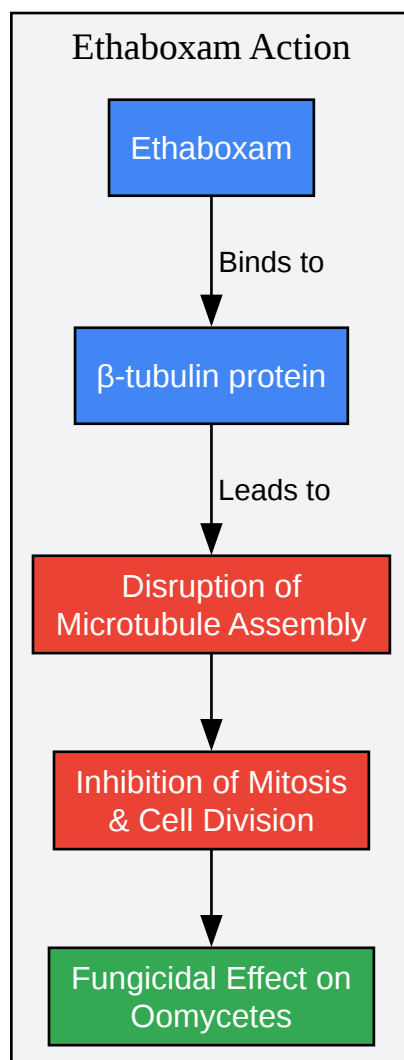 Ethaboxam Action
Ethaboxam
Binds to
β-tubulin protein
Leads to
Disruption of
Microtubule Assembly
Inhibition of Mitosis
& Cell Division
Fungicidal Effect on
Oomycetes